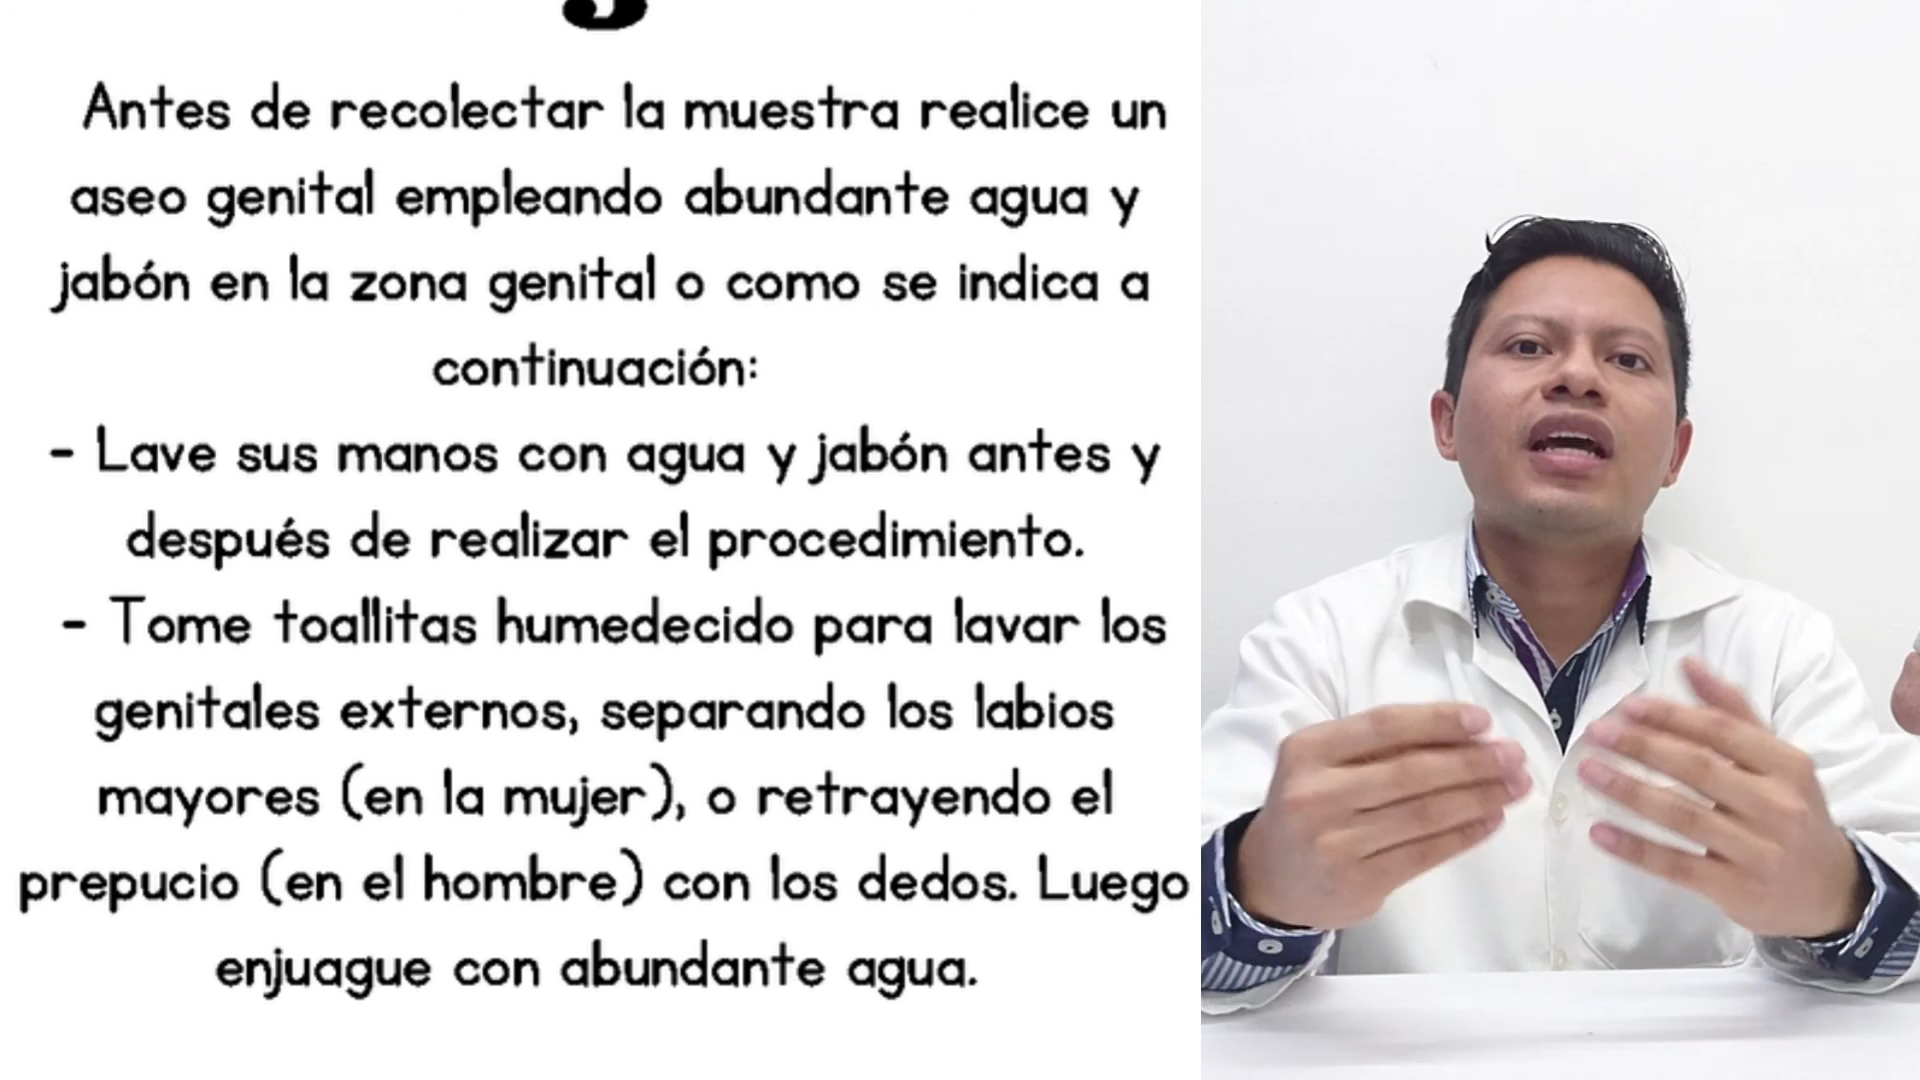 Antes de recolectar la muestra realice un
aseo genital empleando abundante agua y
jabón en la zona genital o como se indica a
continuación:
- Lave sus manos con agua y jabón antes y
después de realizar el procedimiento.
- Tome toallitas humedecido para lavar los
genitales externos, separando los labios
mayores (en la mujer), o retrayendo el
prepucio (en el hombre) con los dedos. Luego
enjuague con abundante agua.